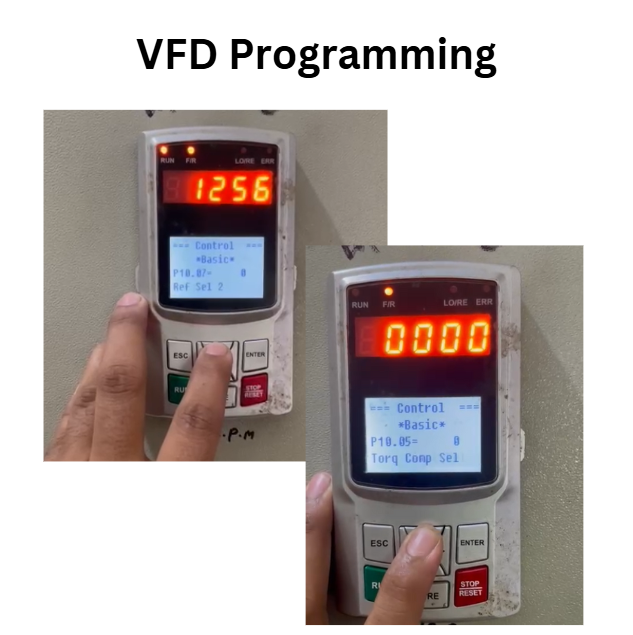 VFD Programming
RUN F/R LO/RE ERR
1256
=== Control ===
*Basic*
P10.07= 0
Ref Sel 2
ESC ENTER
RU STOP
RESET
.P.M
RUN F/R LO/RE ERR
0000
=== Control ===
*Basic*
P10.05= 0
Torq Comp Sel
ESC ENTER
RU RE STOP
RESET